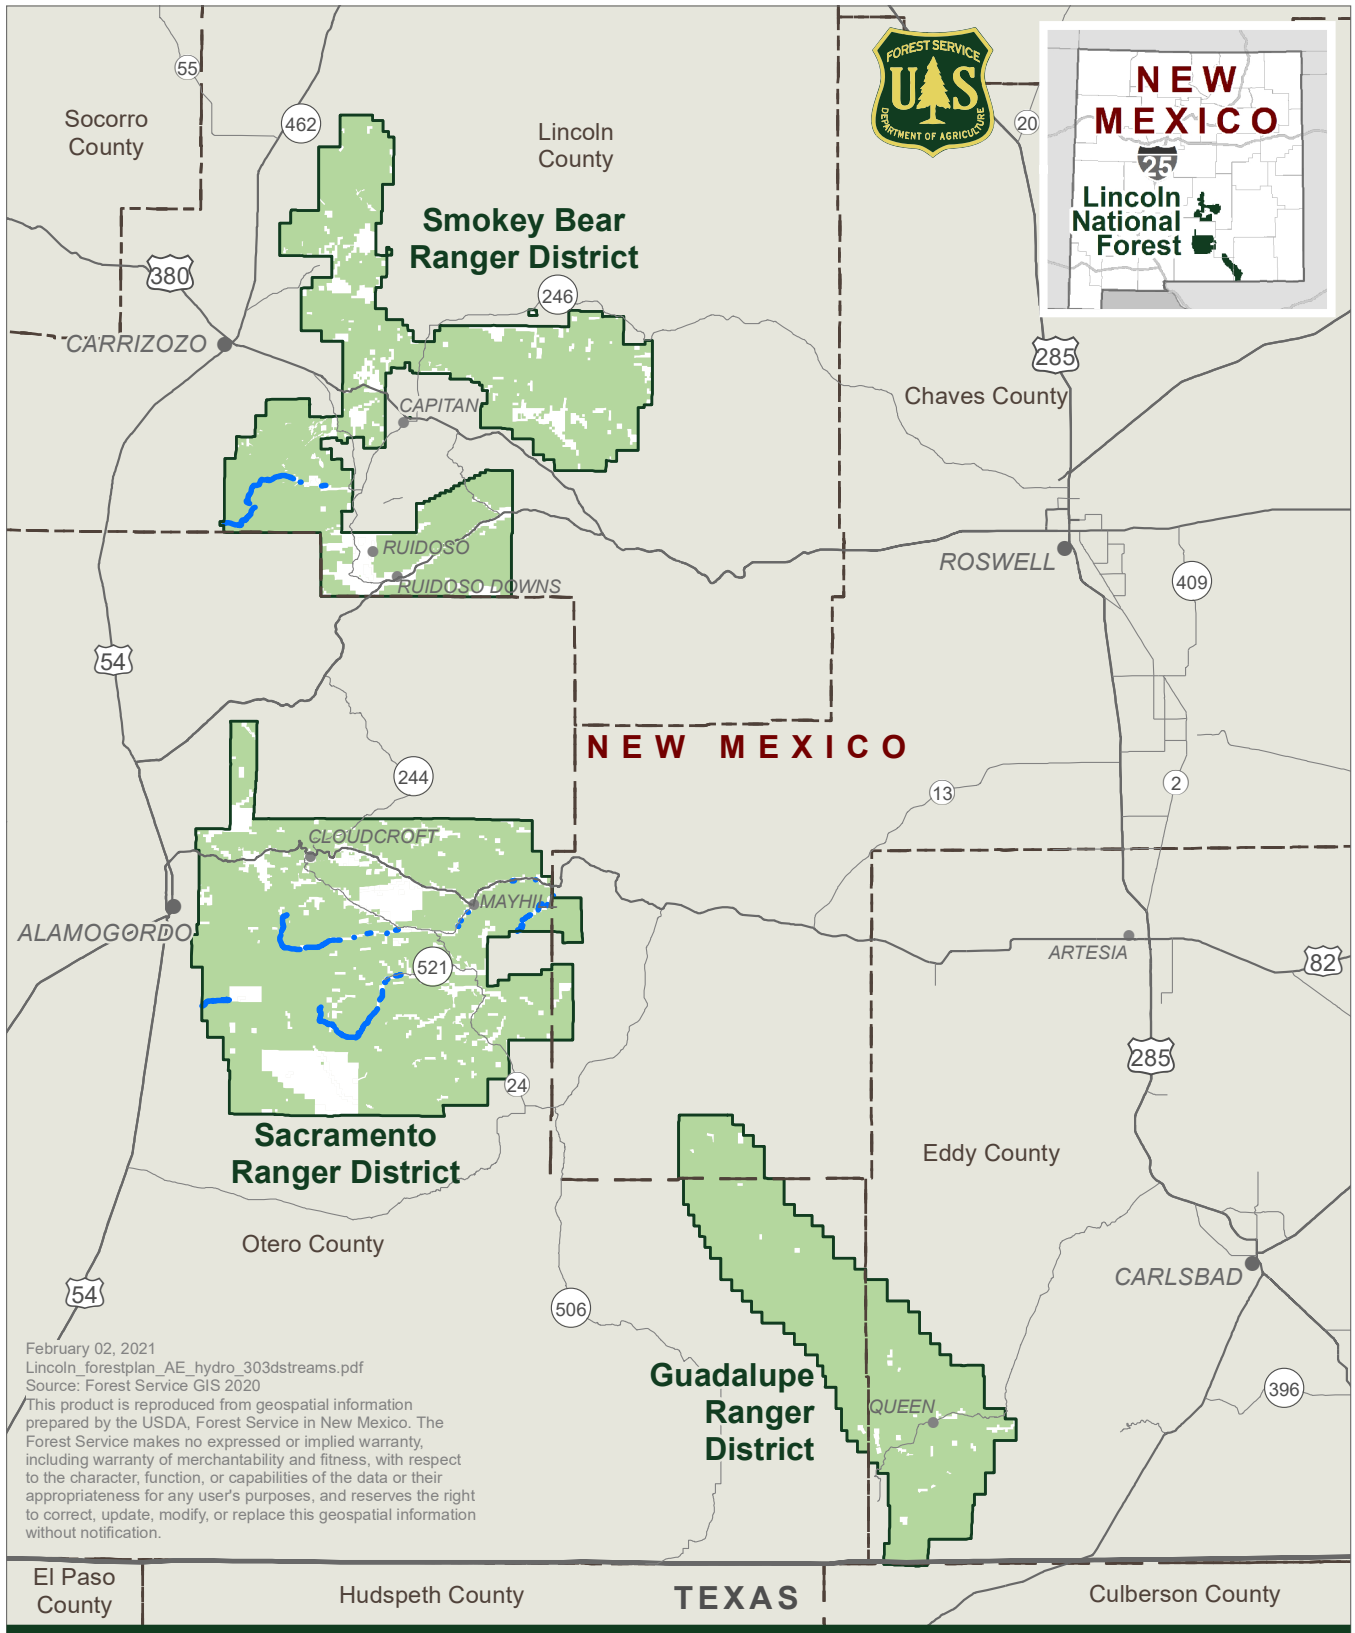 55
462
Socorro
County
Lincoln
County
FOREST SERVICE
U S
DEPARTMENT OF AGRICULTURE
20
NEW
MEXICO
25
Lincoln
National
Forest
Smokey Bear
Ranger District
380
246
CARRIZOZO
285
Chaves County
CAPITAN
RUIDOSO
RUIDOSO DOWNS
ROSWELL
409
54
NEW MEXICO
244
13
2
CLOUDCROFT
MAYHILL
ALAMOGORDO
521
ARTESIA
82
285
24
Sacramento
Ranger District
Eddy County
Otero County
CARLSBAD
54
506
Guadalupe
Ranger
District
QUEEN
396
February 02, 2021
Lincoln_forestplan_AE_hydro_303dstreams.pdf
Source: Forest Service GIS 2020
This product is reproduced from geospatial information
prepared by the USDA, Forest Service in New Mexico. The
Forest Service makes no expressed or implied warranty,
including warranty of merchantability and fitness, with respect
to the character, function, or capabilities of the data or their
appropriateness for any user's purposes, and reserves the right
to correct, update, modify, or replace this geospatial information
without notification.
El Paso
County
Hudspeth County
TEXAS
Culberson County